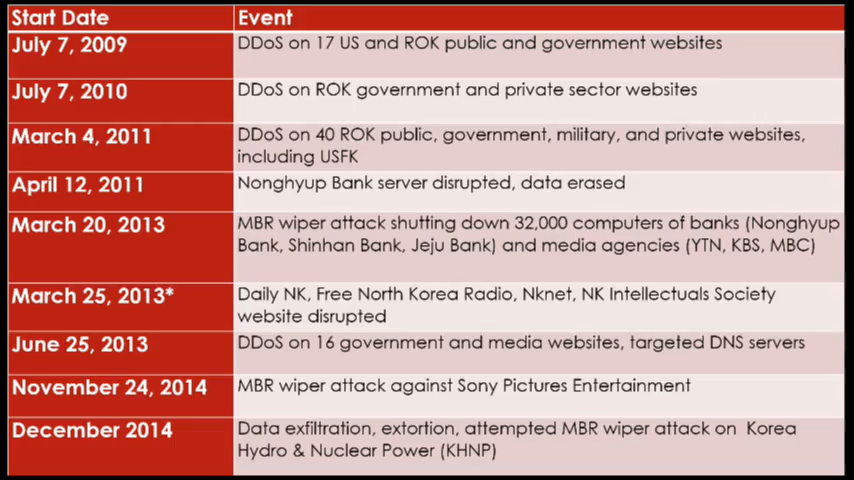 Start Date Event
July 7, 2009 DDoS on 17 US and ROK public and government websites
July 7, 2010 DDoS on ROK government and private sector websites
March 4, 2011 DDoS on 40 ROK public, government, military, and private websites,
including USFK
April 12, 2011 Nonghyup Bank server disrupted, data erased
March 20, 2013 MBR wiper attack shutting down 32,000 computers of banks (Nonghyup
Bank, Shinhan Bank, Jeju Bank) and media agencies (YTN, KBS, MBC)
March 25, 2013* Daily NK, Free North Korea Radio, Nknet, NK Intellectuals Society
website disrupted
June 25, 2013 DDoS on 16 government and media websites, targeted DNS servers
November 24, 2014 MBR wiper attack against Sony Pictures Entertainment
December 2014 Data exfiltration, extortion, attempted MBR wiper attack on Korea
Hydro & Nuclear Power (KHNP)